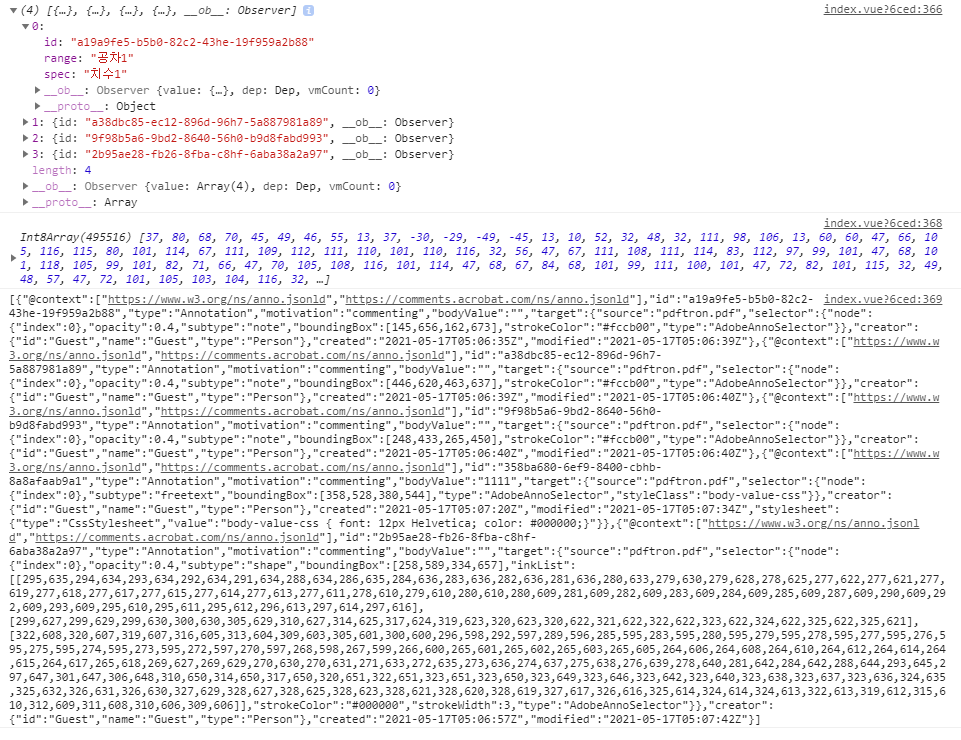 (4) [{…}, {…}, {…}, {…}, __ob__: Observer] index.vue?6ced:366
0:
id: "a19a9fe5-b5b0-82c2-43he-19f959a2b88"
range: "공차1"
spec: "치수1"
__ob__: Observer {value: {…}, dep: Dep, vmCount: 0}
__proto__: Object
1: {id: "a38dbc85-ec12-896d-96h7-5a887981a89", __ob__: Observer}
2: {id: "9f98b5a6-9bd2-8640-56h0-b9d8fabd993", __ob__: Observer}
3: {id: "2b95ae28-fb26-8fba-c8hf-6aba38a2a97", __ob__: Observer}
length: 4
__ob__: Observer {value: Array(4), dep: Dep, vmCount: 0}
__proto__: Array
index.vue?6ced:368
Int8Array(495516) [37, 80, 68, 70, 45, 49, 46, 55, 13, 37, -30, -29, -49, -45, 13, 10, 52, 32, 48, 32, 111, 98, 106, 13, 60, 60, 47, 66, 10
5, 116, 115, 80, 101, 114, 67, 111, 109, 112, 111, 110, 101, 110, 116, 32, 56, 47, 67, 111, 108, 111, 114, 83, 112, 97, 99, 101, 47, 68, 10
1, 118, 105, 99, 101, 82, 71, 66, 47, 70, 105, 108, 116, 101, 114, 47, 68, 67, 84, 68, 101, 99, 111, 100, 101, 47, 72, 82, 101, 115, 32, 49,
48, 57, 47, 72, 101, 105, 103, 104, 116, 32, …]
[{"@context":["https://www.w3.org/ns/anno.jsonld","https://comments.acrobat.com/ns/anno.jsonld"],"id":"a19a9fe5-b5b0-82c2- index.vue?6ced:369
43he-19f959a2b88","type":"Annotation","motivation":"commenting","bodyValue":"","target":{"source":"pdftron.pdf","selector":{"node":
{"index":0},"opacity":0.4,"subtype":"note","boundingBox":[145,656,162,673],"strokeColor":"#fccb00","type":"AdobeAnnoSelector"}},"creator":
{"id":"Guest","name":"Guest","type":"Person"},"created":"2021-05-17T05:06:35Z","modified":"2021-05-17T05:06:39Z"},{"@context":["https://www.w
3.org/ns/anno.jsonld","https://comments.acrobat.com/ns/anno.jsonld"],"id":"a38dbc85-ec12-896d-96h7-
5a887981a89","type":"Annotation","motivation":"commenting","bodyValue":"","target":{"source":"pdftron.pdf","selector":{"node":
{"index":0},"opacity":0.4,"subtype":"note","boundingBox":[446,620,463,637],"strokeColor":"#fccb00","type":"AdobeAnnoSelector"}},"creator":
{"id":"Guest","name":"Guest","type":"Person"},"created":"2021-05-17T05:06:39Z","modified":"2021-05-17T05:06:40Z"},{"@context":["https://www.w
3.org/ns/anno.jsonld","https://comments.acrobat.com/ns/anno.jsonld"],"id":"9f98b5a6-9bd2-8640-56h0-
b9d8fabd993","type":"Annotation","motivation":"commenting","bodyValue":"","target":{"source":"pdftron.pdf","selector":{"node":
{"index":0},"opacity":0.4,"subtype":"note","boundingBox":[248,433,265,450],"strokeColor":"#fccb00","type":"AdobeAnnoSelector"}},"creator":
{"id":"Guest","name":"Guest","type":"Person"},"created":"2021-05-17T05:06:40Z","modified":"2021-05-17T05:06:40Z"},{"@context":["https://www.w
3.org/ns/anno.jsonld","https://comments.acrobat.com/ns/anno.jsonld"],"id":"358ba680-6ef9-8400-cbhb-
8a8afaab9a1","type":"Annotation","motivation":"commenting","bodyValue":"1111","target":{"source":"pdftron.pdf","selector":{"node":
{"index":0},"subtype":"freetext","boundingBox":[358,528,380,544],"type":"AdobeAnnoSelector","styleClass":"body-value-css"}},"creator":
{"id":"Guest","name":"Guest","type":"Person"},"created":"2021-05-17T05:07:20Z","modified":"2021-05-17T05:07:34Z","stylesheet":
{"type":"CssStylesheet","value":"body-value-css { font: 12px Helvetica; color: #000000;}"}},{"@context":["https://www.w3.org/ns/anno.jsonl
d","https://comments.acrobat.com/ns/anno.jsonld"],"id":"2b95ae28-fb26-8fba-c8hf-
6aba38a2a97","type":"Annotation","motivation":"commenting","bodyValue":"","target":{"source":"pdftron.pdf","selector":{"node":
{"index":0},"opacity":0.4,"subtype":"shape","boundingBox":[258,589,334,657],"inkList":
[[295,635,294,634,293,634,292,634,291,634,288,634,286,635,284,636,283,636,282,636,281,636,280,633,279,630,279,628,278,625,277,622,277,621,277,
619,277,618,277,617,277,615,277,614,277,613,277,611,278,610,279,610,280,610,280,609,281,609,282,609,283,609,284,609,285,609,287,609,290,609,29
2,609,293,609,295,610,295,611,295,612,296,613,297,614,297,616],
[299,627,299,629,299,630,300,630,305,629,310,627,314,625,317,624,319,623,320,623,320,622,321,622,322,622,323,622,324,622,325,622,325,621],
[322,608,320,607,319,607,316,605,313,604,309,603,305,601,300,600,296,598,292,597,289,596,285,595,283,595,280,595,279,595,278,595,277,595,276,5
95,275,595,274,595,273,595,272,597,270,597,268,598,267,599,266,600,265,601,265,602,265,603,265,605,264,606,264,608,264,610,264,612,264,614,264
,615,264,617,265,618,269,627,269,629,270,630,270,631,271,633,272,635,273,636,274,637,275,638,276,639,278,640,281,642,284,642,288,644,293,645,2
97,647,301,647,306,648,310,650,314,650,317,650,320,651,322,651,323,651,323,650,323,649,323,646,323,642,323,640,323,638,323,637,323,636,324,635
,325,632,326,631,326,630,327,629,328,627,328,625,328,623,328,621,328,620,328,619,327,617,326,616,325,614,324,614,324,613,322,613,319,612,315,6
10,312,609,311,608,310,606,309,606]],"strokeColor":"#000000","strokeWidth":3,"type":"AdobeAnnoSelector"}},"creator":
{"id":"Guest","name":"Guest","type":"Person"},"created":"2021-05-17T05:06:57Z","modified":"2021-05-17T05:07:42Z"}]